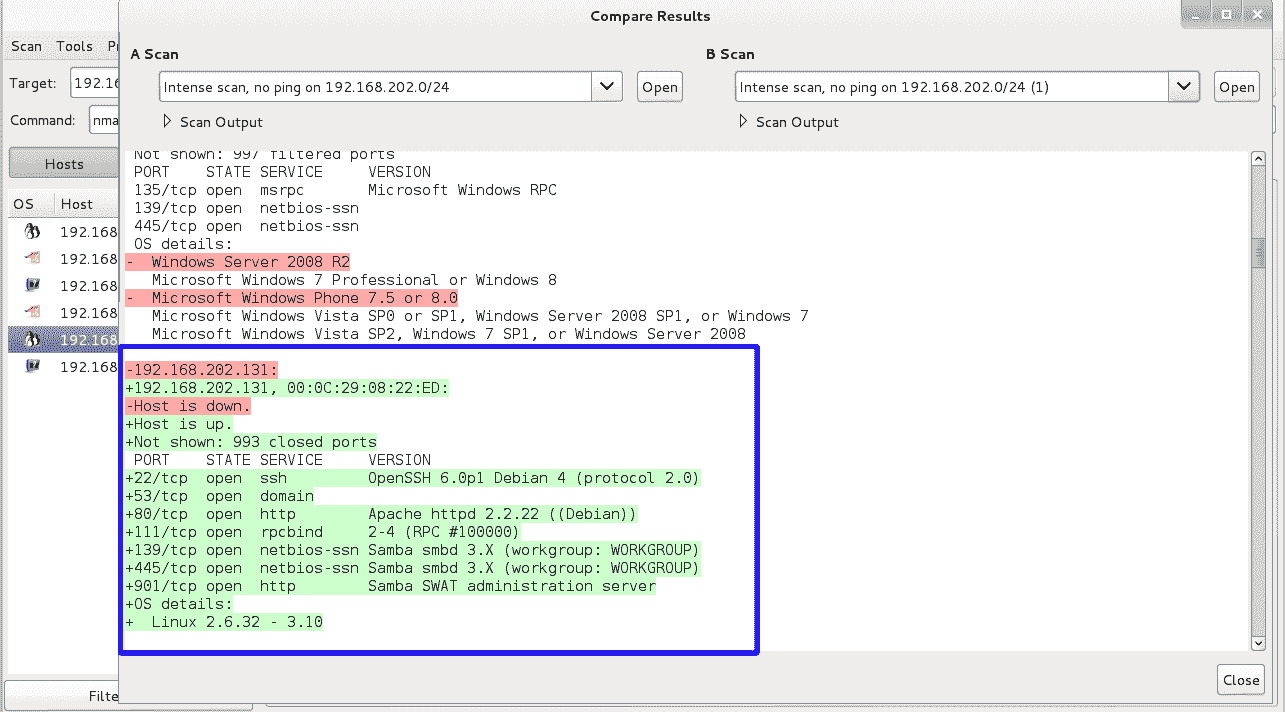 Compare Results
Scan Tools Pr
Target: 192.16
Command: nma
Hosts
OS Host
192.168
192.168
192.168
192.168
192.168
192.168
Filte
A Scan
B Scan
Intense scan, no ping on 192.168.202.0/24
Open
Intense scan, no ping on 192.168.202.0/24 (1)
Open
Scan Output
Scan Output
Not shown: 997 filtered ports
PORT STATE SERVICE VERSION
135/tcp open msrpc Microsoft Windows RPC
139/tcp open netbios-ssn
445/tcp open netbios-ssn
OS details:
- Windows Server 2008 R2
Microsoft Windows 7 Professional or Windows 8
- Microsoft Windows Phone 7.5 or 8.0
Microsoft Windows Vista SP0 or SP1, Windows Server 2008 SP1, or Windows 7
Microsoft Windows Vista SP2, Windows 7 SP1, or Windows Server 2008
-192.168.202.131:
+192.168.202.131, 00:0C:29:08:22:ED:
-Host is down.
+Host is up.
+Not shown: 993 closed ports
PORT STATE SERVICE VERSION
+22/tcp open ssh OpenSSH 6.0p1 Debian 4 (protocol 2.0)
+53/tcp open domain
+80/tcp open http Apache httpd 2.2.22 ((Debian))
+111/tcp open rpcbind 2-4 (RPC #100000)
+139/tcp open netbios-ssn Samba smbd 3.X (workgroup: WORKGROUP)
+445/tcp open netbios-ssn Samba smbd 3.X (workgroup: WORKGROUP)
+901/tcp open http Samba SWAT administration server
+OS details:
+ Linux 2.6.32 - 3.10
Close